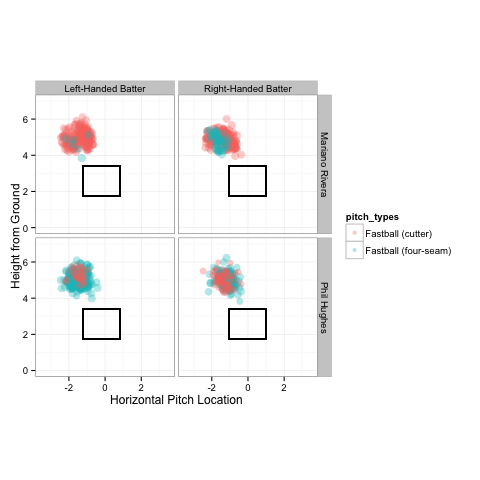 Left-Handed Batter
Right-Handed Batter
6
4
2
0
Mariano Rivera
6
4
2
0
Phil Hughes
-2
0
2
-2
0
2
Horizontal Pitch Location
Height from Ground
pitch_types
Fastball (cutter)
Fastball (four-seam)